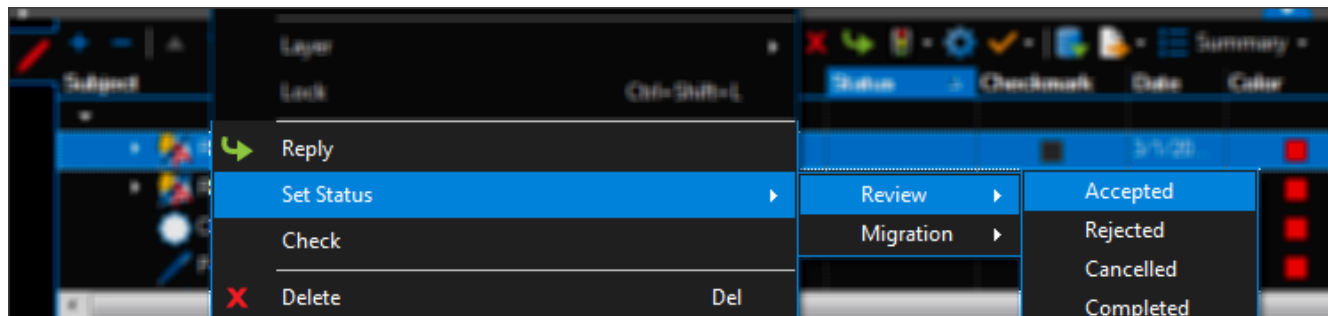 Summary
Layer
Subject
Lock Ctrl+Shift+L
Status Checkmark Date Color
Reply
Set Status
Review
Accepted
Check
Migration
Rejected
Cancelled
Delete Del
Completed